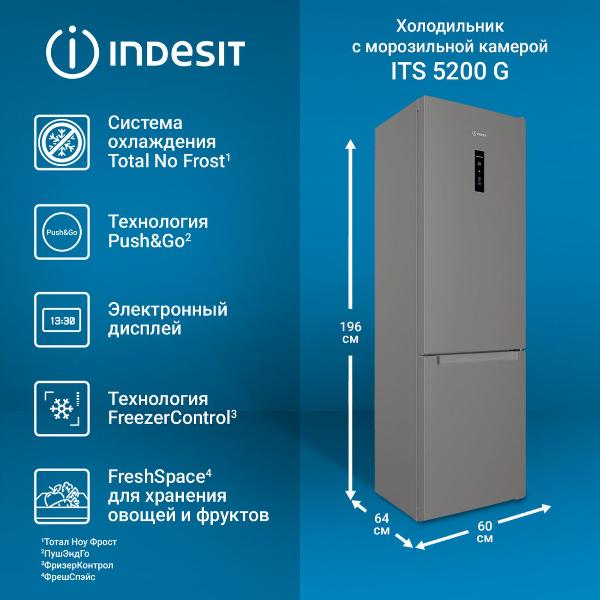 INDESIT
Система
охлаждения
Total No Frost¹
Push&Go
Технология
Push&Go²
13:30
Электронный
дисплей
Технология
FreezerControl³
FreshSpace⁴
для хранения
овощей и фруктов
¹Тотал Ноу Фрост
²ПушЭндГо
³ФризерКонтрол
⁴ФрешСпэйс
Холодильник
с морозильной камерой
ITS 5200 G
INDESIT
196
см
64
см
60
см